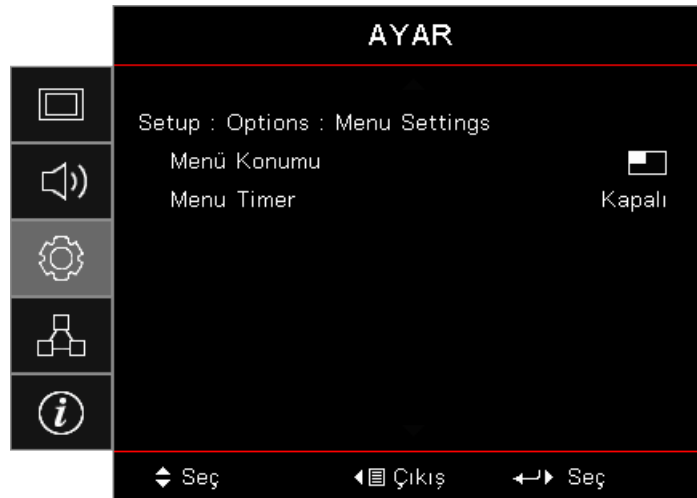 AYAR
Setup : Options : Menu Settings
Menü Konumu
Menu Timer Kapalı
Seç Çıkış Seç